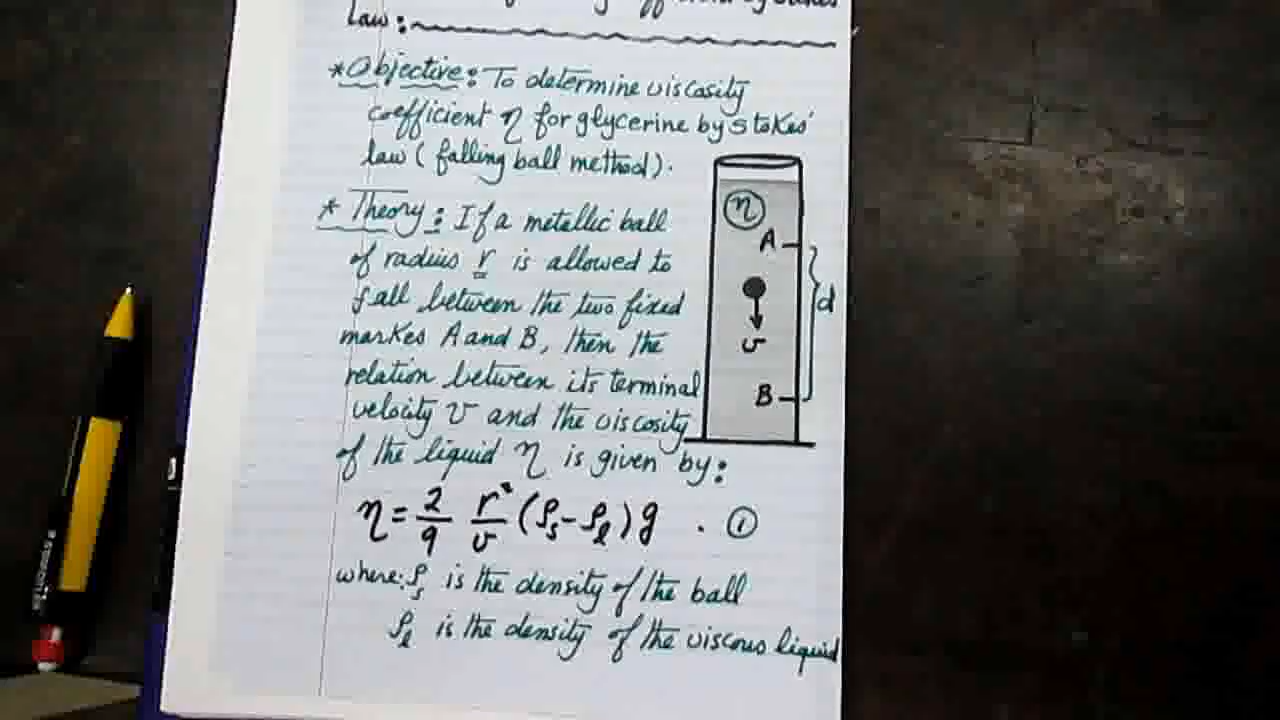 by Stokes'
Law:
*Objective: To determine viscosity
coefficient η for glycerine by Stokes'
law (falling ball method).
* Theory: If a metallic ball
of radius r is allowed to
fall between the two fixed
markes A and B, then the
relation between its terminal
velocity v and the viscosity
of the liquid η is given by:
η = 2/9 r²/v (ρs - ρℓ) g . ①
where: ρs is the density of the ball
ρℓ is the density of the viscous liquid
η
A
d
v
B